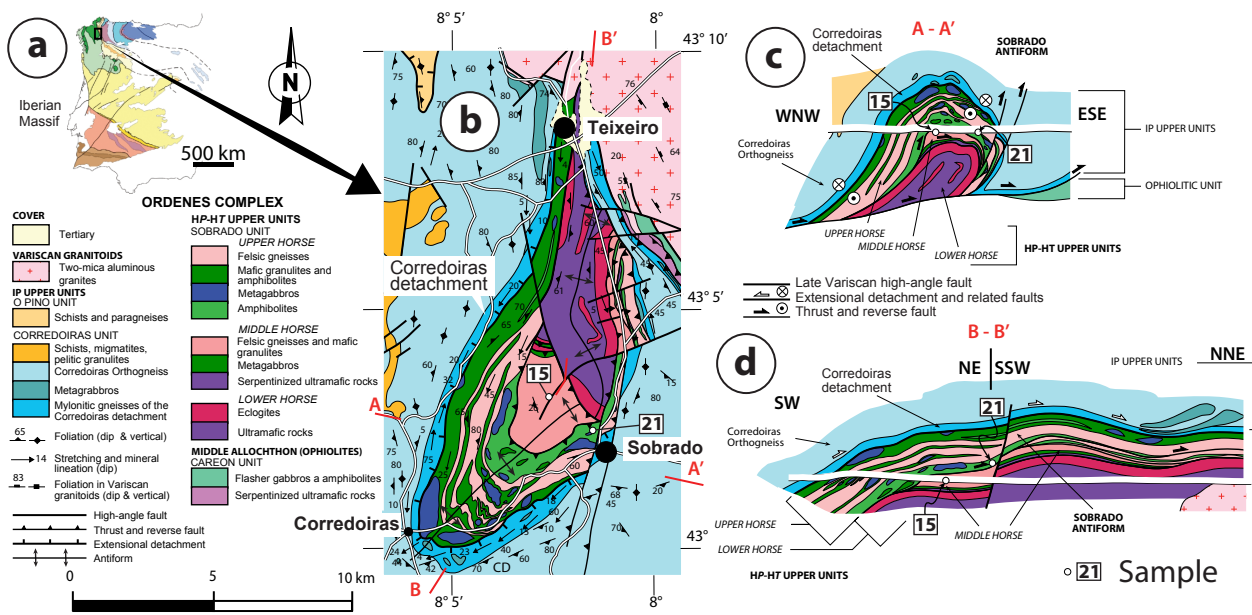 a
Iberian
Massif
500 km
N
ORDENES COMPLEX
COVER
Tertiary
VARISCAN GRANITOIDS
Two-mica aluminous
granites
IP UPPER UNITS
O PINO UNIT
Schists and paragneises
CORREDOIRAS UNIT
Schists, migmatites,
pelitic granulites
Corredoiras Orthogneiss
Metagrabbros
Mylonitic gneisses of the
Corredoiras detachment
65
Foliation (dip & vertical)
14 Stretching and mineral
lineation (dip)
83
Foliation in Variscan
granitoids (dip & vertical)
High-angle fault
Thrust and reverse fault
Extensional detachment
Antiform
0 5 10 km
HP-HT UPPER UNITS
SOBRADO UNIT
UPPER HORSE
Felsic gneisses
Mafic granulites and
amphibolites
Metagabbros
Amphibolites
MIDDLE HORSE
Felsic gneisses and mafic
granulites
Metagabbros
Serpentinized ultramafic rocks
LOWER HORSE
Eclogites
Ultramafic rocks
MIDDLE ALLOCHTHON (OPHIOLITES)
CAREON UNIT
Flasher gabbros a amphibolites
Serpentinized ultramafic rocks
8° 5’ 8°
B’
43° 10’
b
Teixeiro
Corredoiras
detachment
43° 5’
15
A
21
Sobrado
A’
Corredoiras
43°
CD
B
8° 5’ 8°
c
A - A’
Corredoiras
detachment
SOBRADO
ANTIFORM
15
WNW
ESE
IP UPPER UNITS
21
Corredoiras
Orthogneiss
OPHIOLITIC UNIT
UPPER HORSE
MIDDLE HORSE
LOWER HORSE
HP-HT UPPER UNITS
Late Variscan high-angle fault
Extensional detachment and related faults
Thrust and reverse fault
B - B’
d
NE SSW
IP UPPER UNITS
NNE
Corredoiras
detachment
SW
21
Corredoiras
Orthogneiss
UPPER HORSE
15
MIDDLE HORSE
SOBRADO
ANTIFORM
LOWER HORSE
HP-HT UPPER UNITS
21 Sample